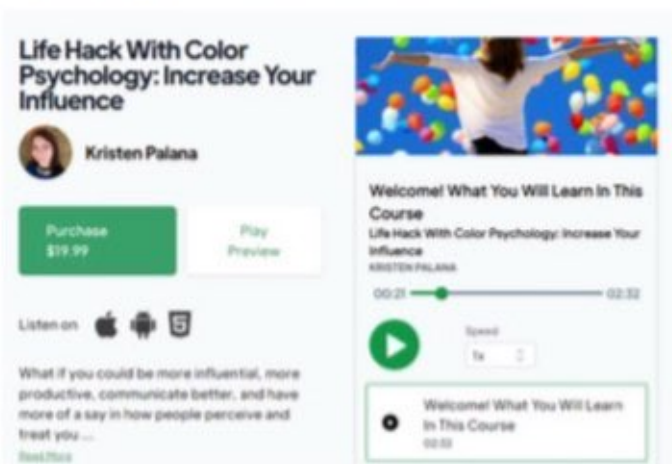 Life Hack With Color
Psychology: Increase Your
Influence
Kristen Palana
Purchase
$19.99
Play
Preview
Listen on
What if you could be more influential, more
productive, communicate better, and have
more of a say in how people perceive and
treat you ...
Read More
Welcome! What You Will Learn In This
Course
Life Hack With Color Psychology: Increase Your
Influence
KRISTEN PALANA
00:21
02:32
Speed
1x
Welcome! What You Will Learn
In This Course